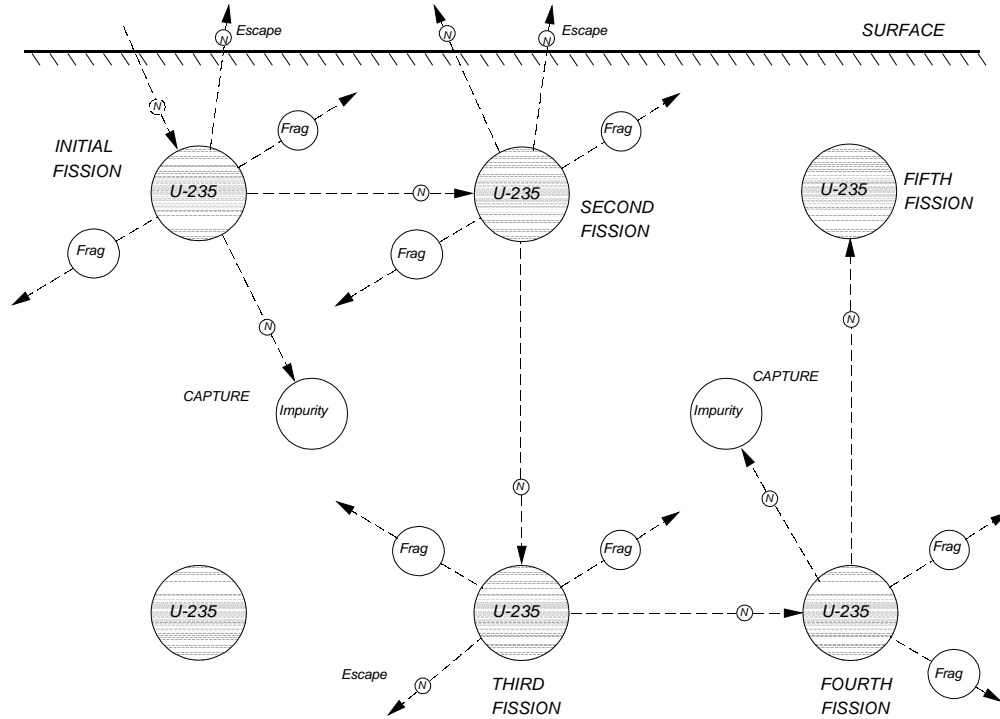 Escape
Escape
SURFACE
N
N
N
N
Frag
Frag
INITIAL
FISSION
U-235
N
U-235
SECOND
FISSION
U-235
FIFTH
FISSION
Frag
Frag
N
N
CAPTURE
Impurity
CAPTURE
Impurity
N
N
Frag
Frag
Frag
U-235
U-235
N
U-235
Escape
N
THIRD
FISSION
FOURTH
FISSION
Frag